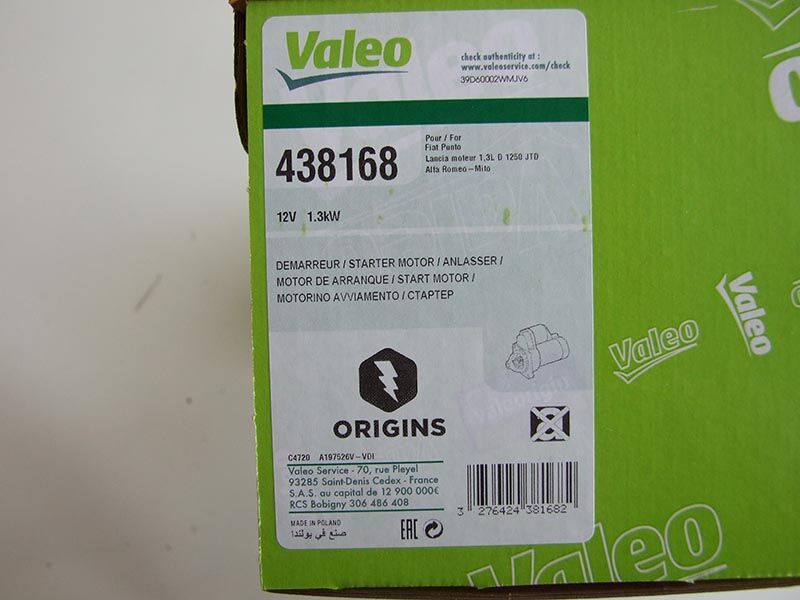 Valeo
check authenticity at :
www.valeoservice.com/check
39D60002WMJV6
438168
Pour / For
Fiat Punto
Lancia moteur 1,3L D 1250 JTD
Alfa Romeo – Mito
12V 1.3kW
DEMARREUR / STARTER MOTOR / ANLASSER /
MOTOR DE ARRANQUE / START MOTOR /
MOTORINO AVVIAMENTO / СТАРТЕР
ORIGINS
C4720 A197526V – VDI
Valeo Service - 70, rue Pleyel
93285 Saint-Denis Cedex - France
S.A.S. au capital de 12 900 000€
RCS Bobigny 306 486 408
3 276424 381682
MADE IN POLAND
صنع في بولندا
EAC
Valeo
Valeo
Valeo